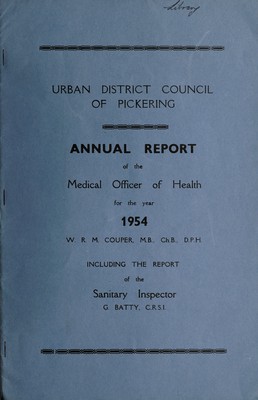 Library
URBAN DISTRICT COUNCIL
OF PICKERING
ANNUAL REPORT
of the
Medical Officer of Health
for the year
1954
W. R. M. COUPER, M.B., Ch.B., D.P.H.
INCLUDING THE REPORT
of the
Sanitary Inspector
G. BATTY, C.R.S.I.